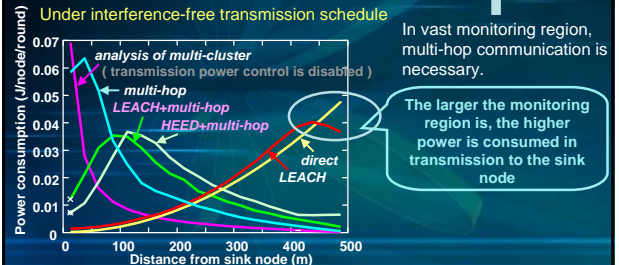 Under interference-free transmission schedule
Power consumption (J/node/round)
0.07
0.06
0.05
0.04
0.03
0.02
0.01
0
analysis of multi-cluster
( transmission power control is disabled )
multi-hop
LEACH+multi-hop
HEED+multi-hop
direct
LEACH
0 100 200 300 400 500
Distance from sink node (m)
In vast monitoring region,
multi-hop communication is
necessary.
The larger the monitoring
region is, the higher
power is consumed in
transmission to the sink
node